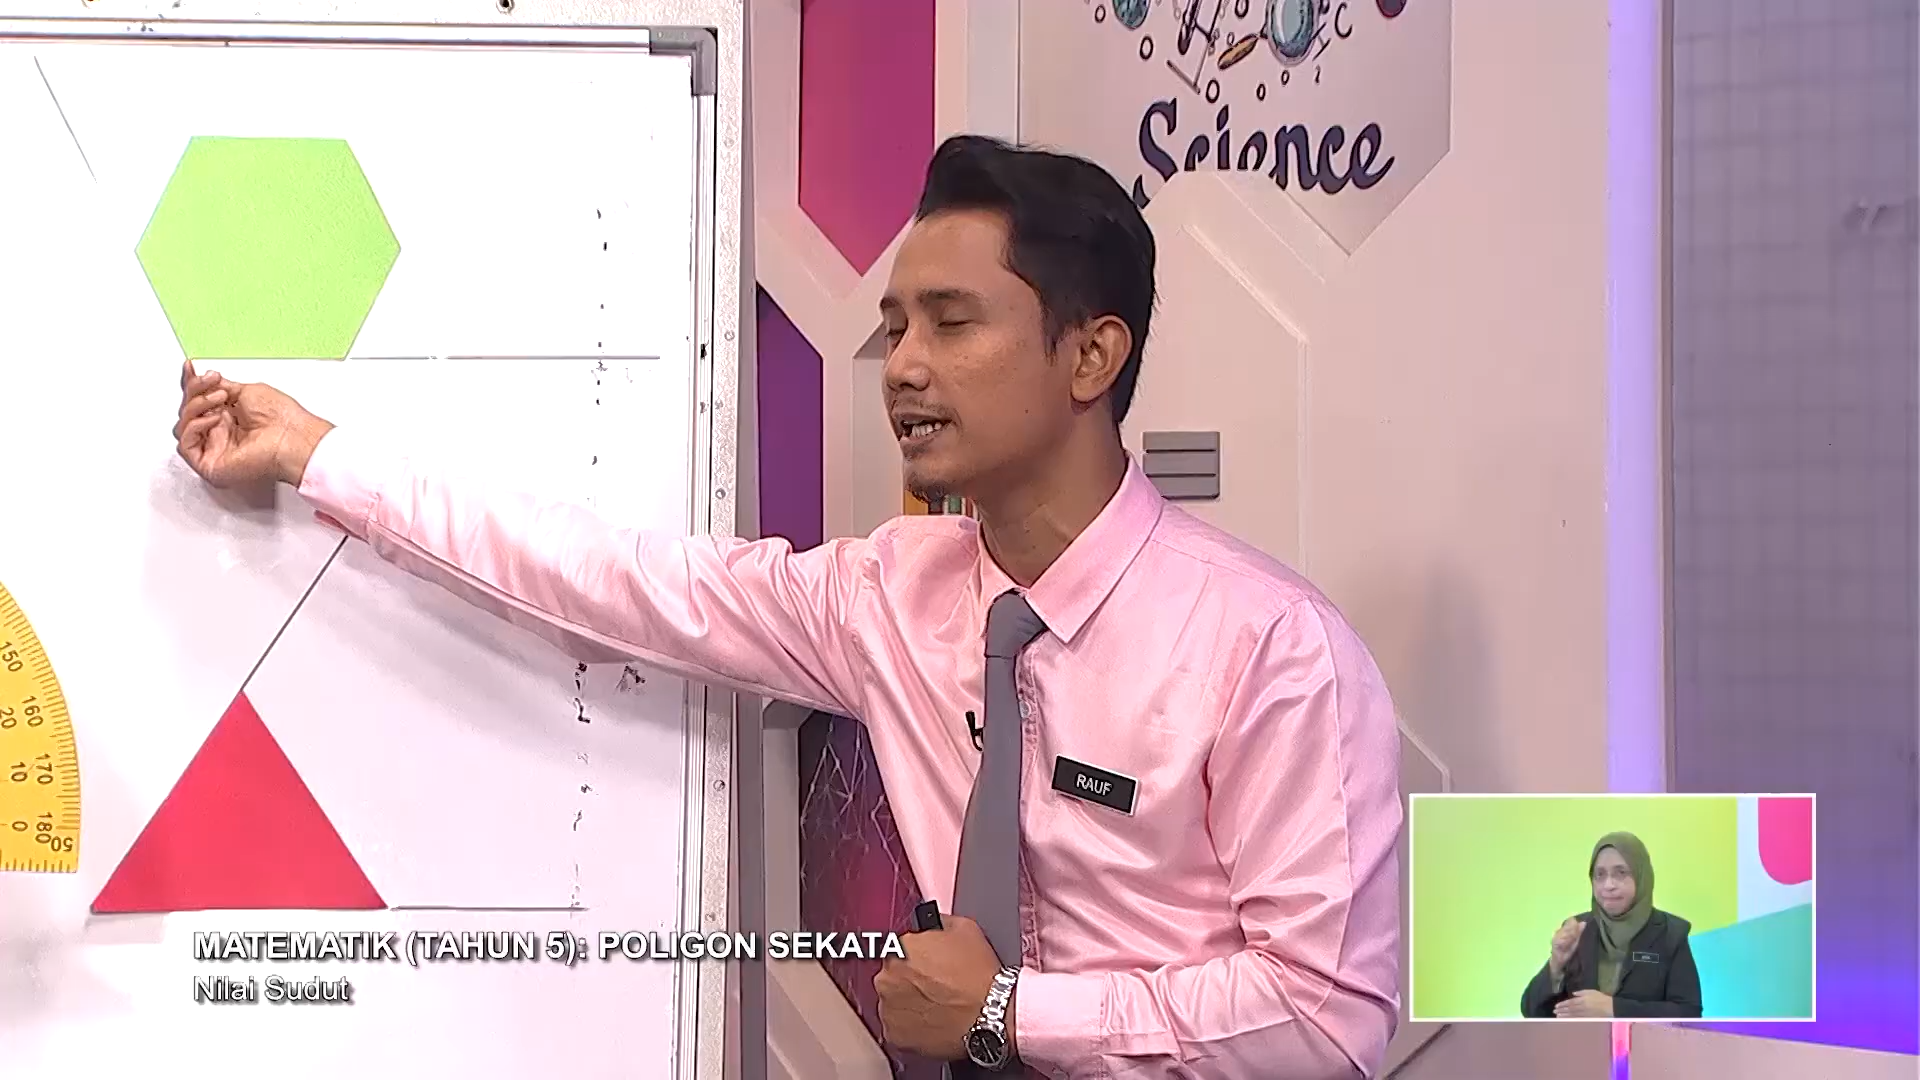 Science
RAUF
150
160
20
170
10
180
0
50
MATEMATIK (TAHUN 5): POLIGON SEKATA
Nilai Sudut